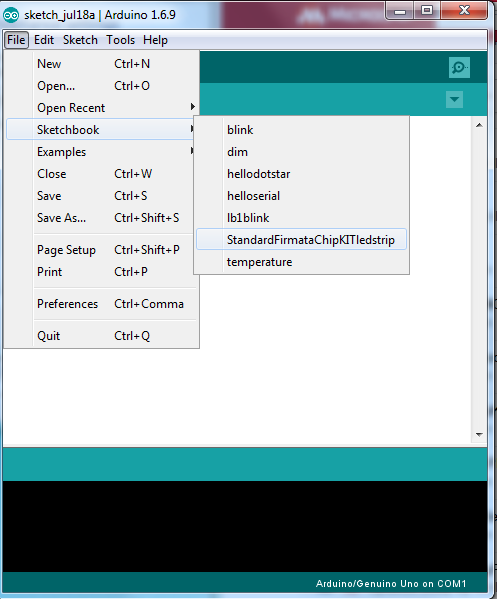 sketch_jul18a | Arduino 1.6.9
File Edit Sketch Tools Help
New Ctrl+N
Open... Ctrl+O
Open Recent
Sketchbook
Examples
Close Ctrl+W
Save Ctrl+S
Save As... Ctrl+Shift+S
Page Setup Ctrl+Shift+P
Print Ctrl+P
Preferences Ctrl+Comma
Quit Ctrl+Q
blink
dim
hellodotstar
helloserial
lb1blink
StandardFirmataChipKITledstrip
temperature
Arduino/Genuino Uno on COM1